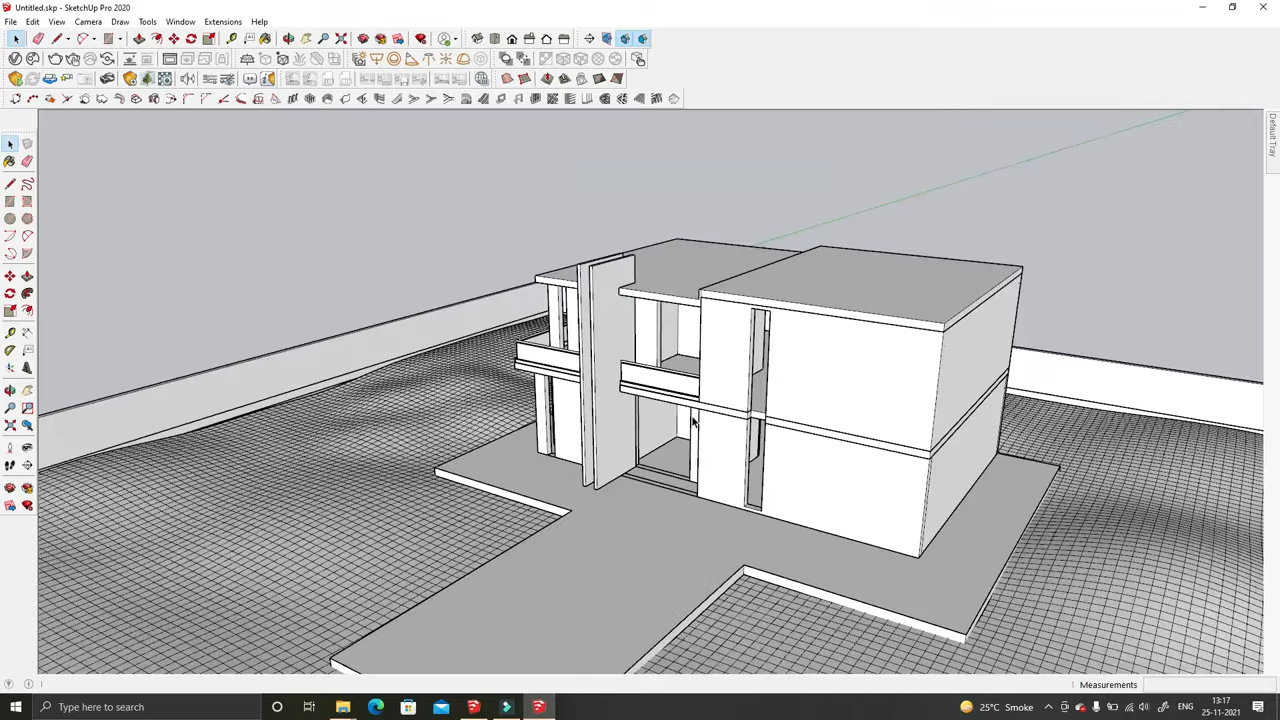 Untitled.skp - SketchUp Pro 2020
File Edit View Camera Draw Tools Window Extensions Help
Default Tray
Measurements
Type here to search
25°C Smoke
ENG
13:17
25-11-2021